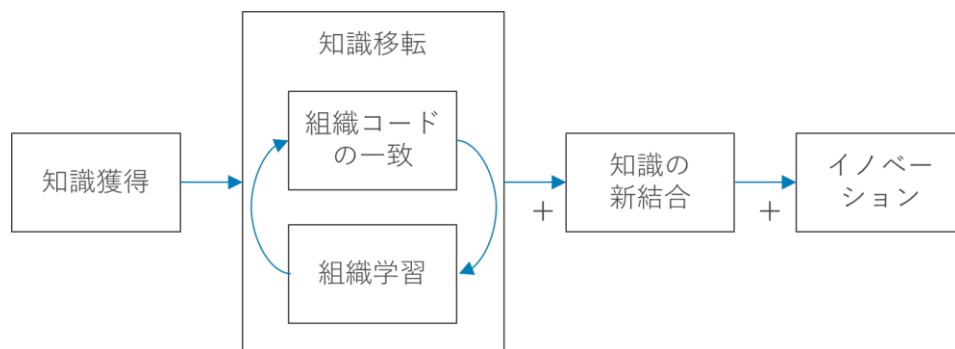 知識移転
組織コード
の一致
知識獲得
組織学習
知識の
新結合
イノベー
ション
+
+